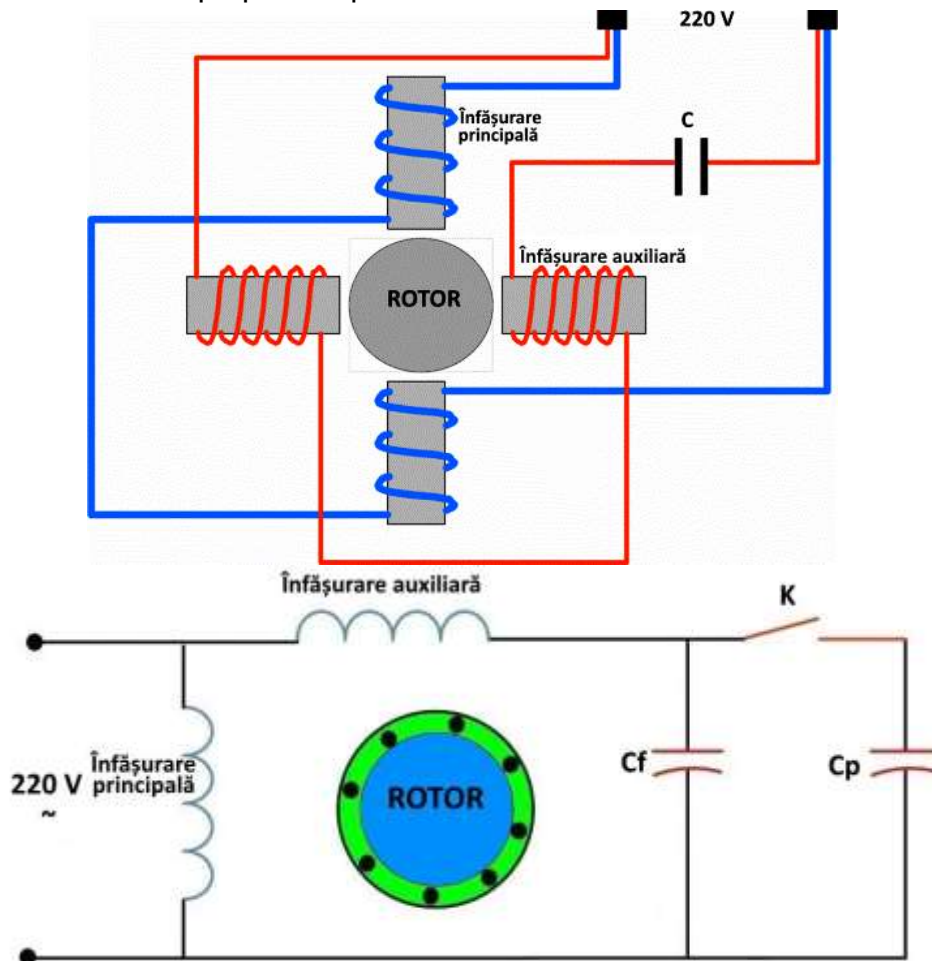 220 V
Înfășurare
principală
C
Înfășurare auxiliară
ROTOR
Înfășurare auxiliară
K
220 V
~
Înfășurare
principală
ROTOR
Cf
Cp